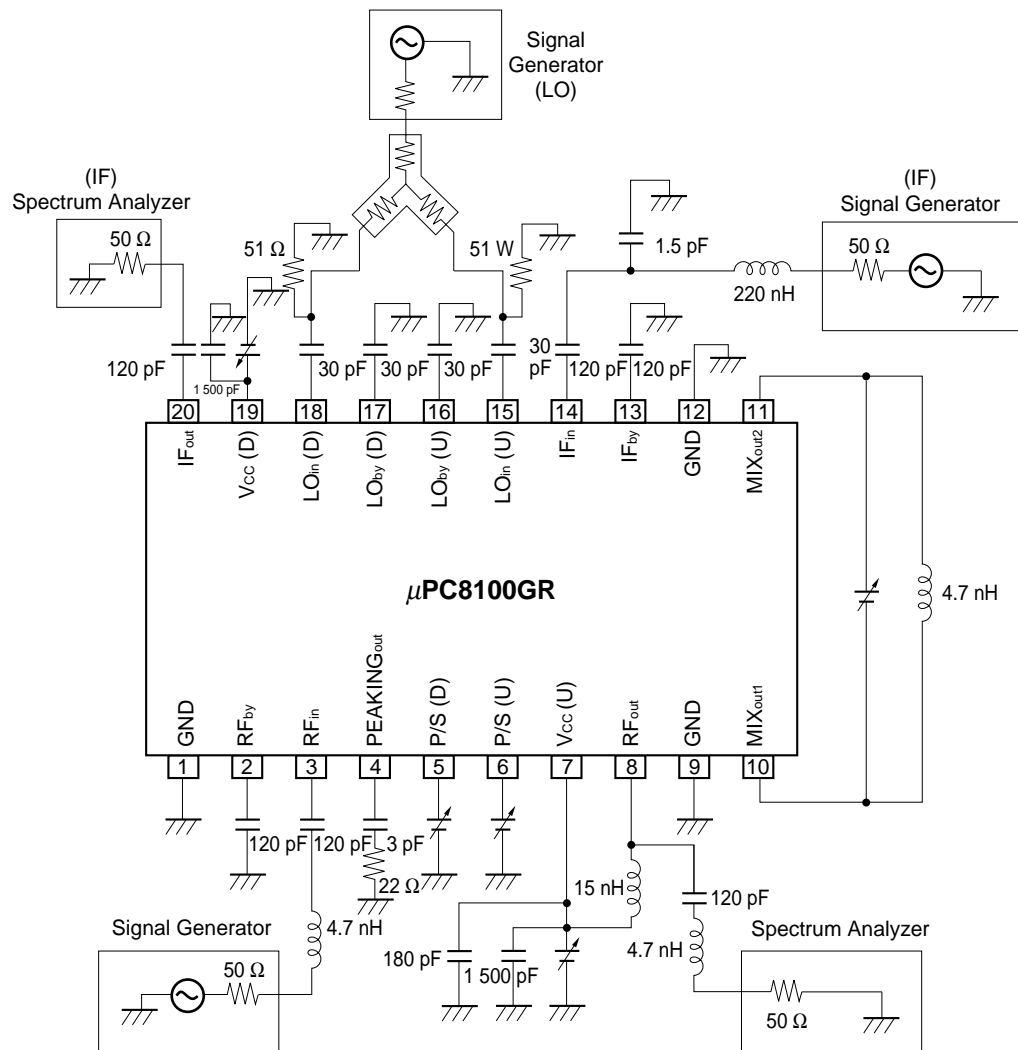 Signal
Generator
(LO)
(IF)
Spectrum Analyzer
50 Ω
51 Ω
51 W
1.5 pF
220 nH
(IF)
Signal Generator
50 Ω
120 pF
1 500 pF
30 pF
30 pF
30 pF
30
pF
120 pF
120 pF
20
19
18
17
16
15
14
13
12
11
IFout
VCC (D)
LOin (D)
LOby (D)
LOby (U)
LOin (U)
IFin
IFby
GND
MIXout2
µPC8100GR
4.7 nH
GND
RFby
RFin
PEAKINGout
P/S (D)
P/S (U)
VCC (U)
RFout
GND
MIXout1
1
2
3
4
5
6
7
8
9
10
120 pF
120 pF
3 pF
22 Ω
15 nH
120 pF
4.7 nH
180 pF
1 500 pF
4.7 nH
Signal Generator
50 Ω
Spectrum Analyzer
50 Ω